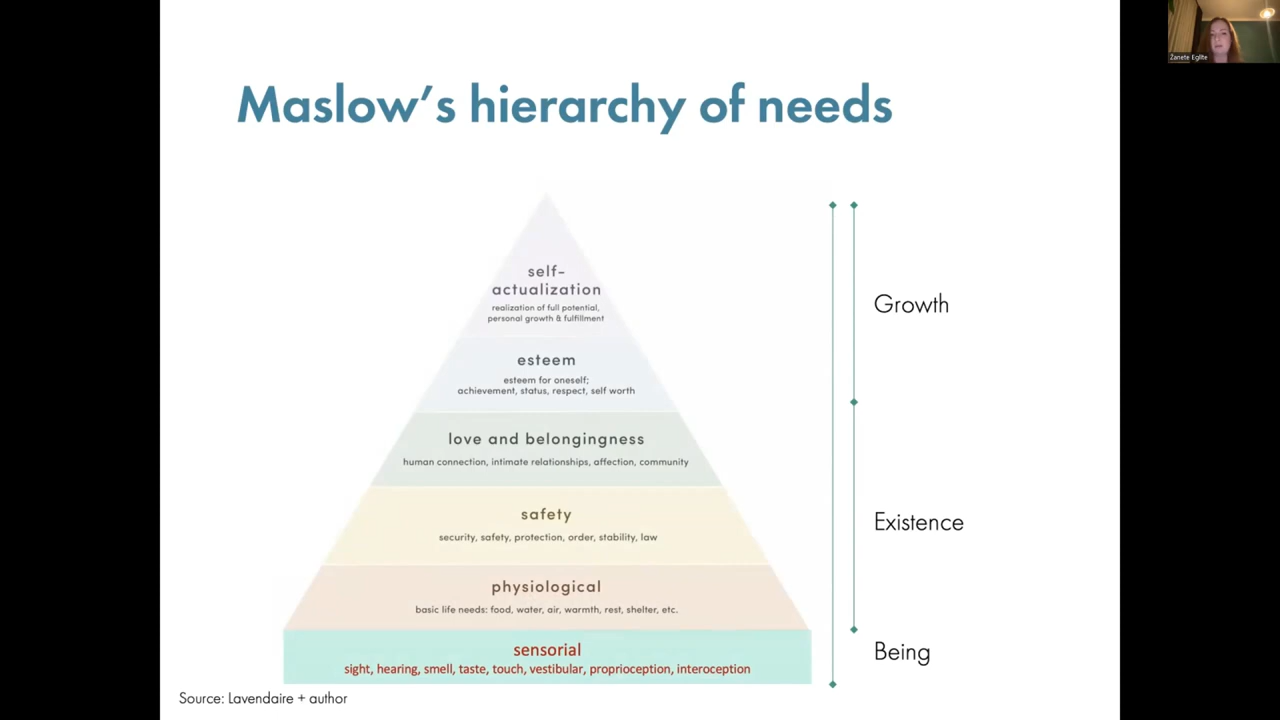 Zanete Eglite
Maslow's hierarchy of needs
self-
actualization
realization of full potential,
personal growth & fulfillment
esteem
esteem for oneself;
achievement, status, respect, self worth
love and belongingness
human connection, intimate relationships, affection, community
safety
security, safety, protection, order, stability, law
physiological
basic life needs: food, water, air, warmth, rest, shelter, etc.
sensorial
sight, hearing, smell, taste, touch, vestibular, proprioception, interoception
Growth
Existence
Being
Source: Lavendaire + author